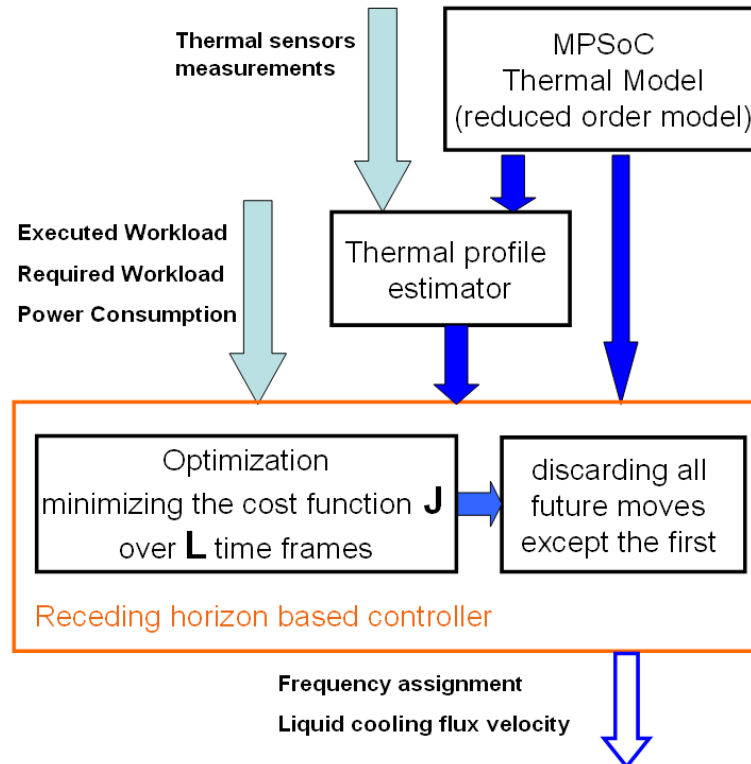 Thermal sensors
measurements
MPSoC
Thermal Model
(reduced order model)
Executed Workload
Required Workload
Power Consumption
Thermal profile
estimator
Optimization
minimizing the cost function J
over L time frames
discarding all
future moves
except the first
Receding horizon based controller
Frequency assignment
Liquid cooling flux velocity